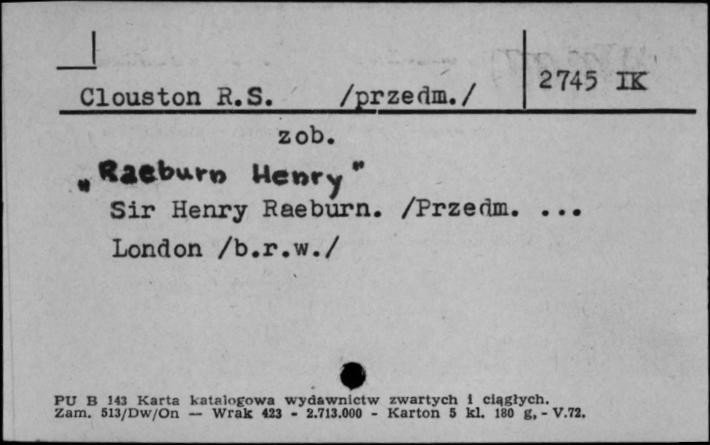 Clouston R.S. /przedm./ 2745 IK
zob.
„Raeburn Henry"
Sir Henry Raeburn. /Przedm. ...
London /b.r.w./
PU B 143 Karta katalogowa wydawnictw zwartych i ciągłych.
Zam. 513/Dw/On — Wrak 423 - 2.713.000 - Karton 5 kl. 180 g, - V.72.